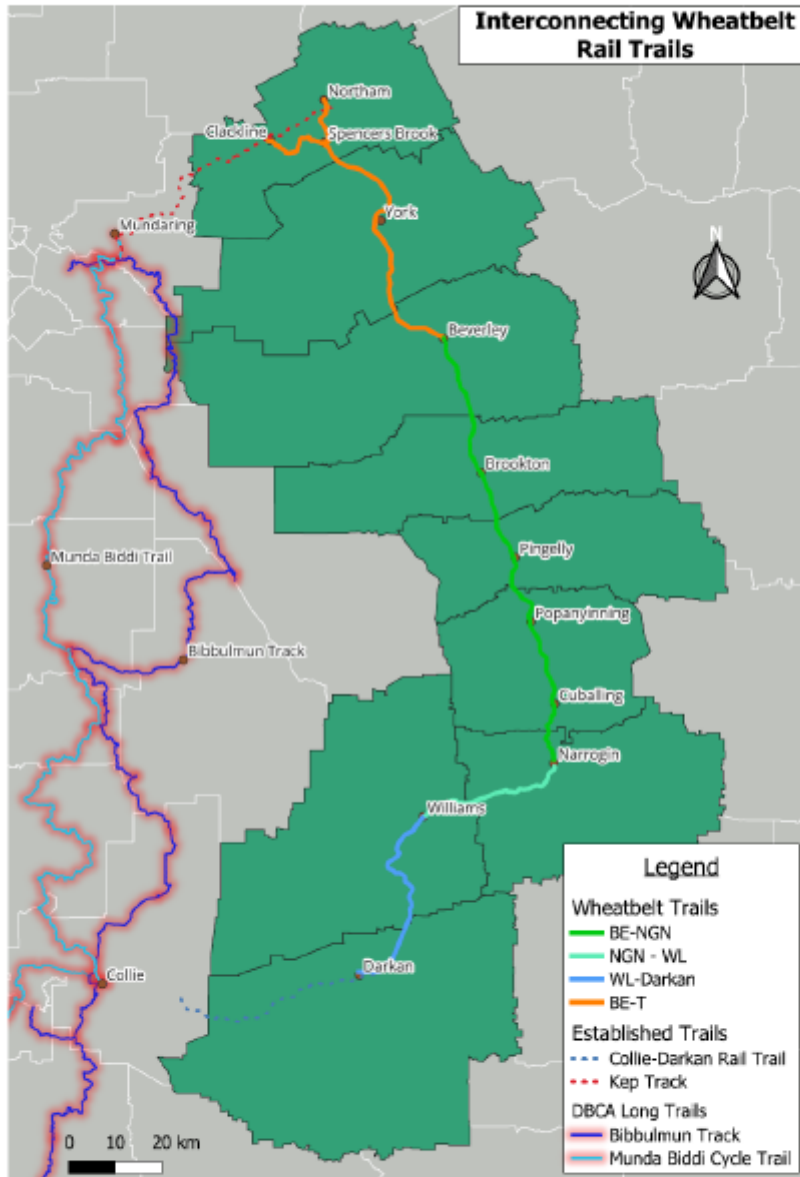 Interconnecting Wheatbelt
Rail Trails
Northam
Clackline
Spencers Brook
York
Mundaring
N
Beverley
Brookton
Pingelly
Munda Biddi Trail
Popanyinning
Bibbulmun Track
Cuballing
Narrogin
Williams
Darkan
Collie
Legend
Wheatbelt Trails
BE-NGN
NGN - WL
WL-Darkan
BE-T
Established Trails
Collie-Darkan Rail Trail
Kep Track
DBCA Long Trails
Bibbulmun Track
Munda Biddi Cycle Trail
0 10 20 km